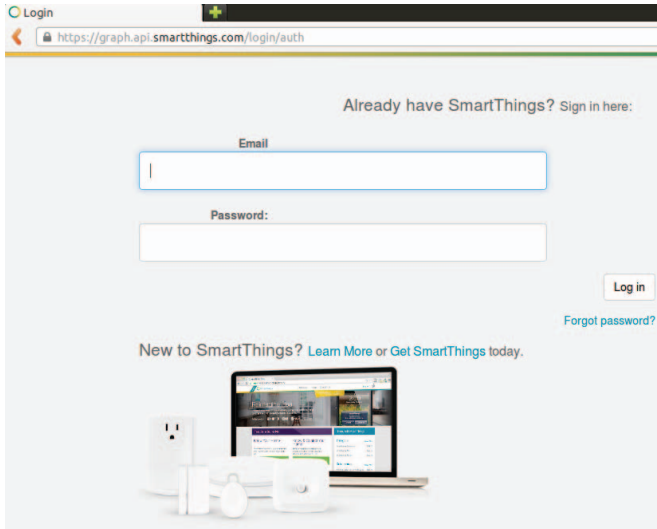 Login
https://graph.api.smartthings.com/login/auth
Already have SmartThings? Sign in here:
Email
Password:
Log in
Forgot password?
New to SmartThings? Learn More or Get SmartThings today.